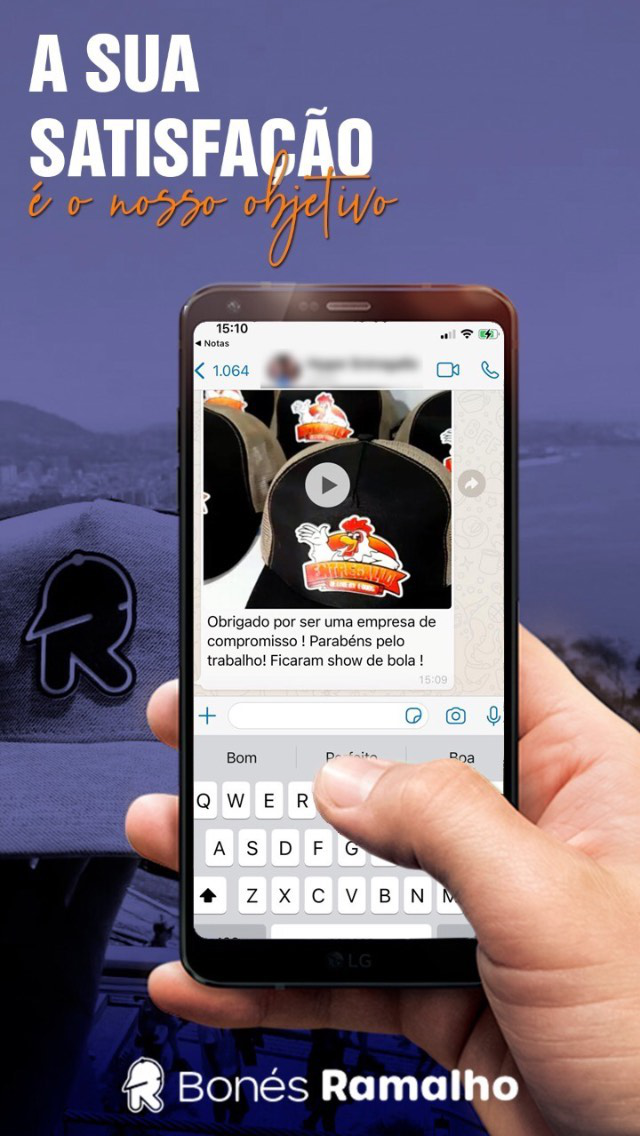 A SUA
SATISFAÇÃO
é o nosso objetivo
15:10
Notas
1.064
ENTREGALLO
Obrigado por ser uma empresa de
compromisso ! Parabéns pelo
trabalho! Ficaram show de bola !
15:09
Bom Perfeito Boa
Q W E R
A S D F G
Z X C V B N M
LG
R Bonés Ramalho